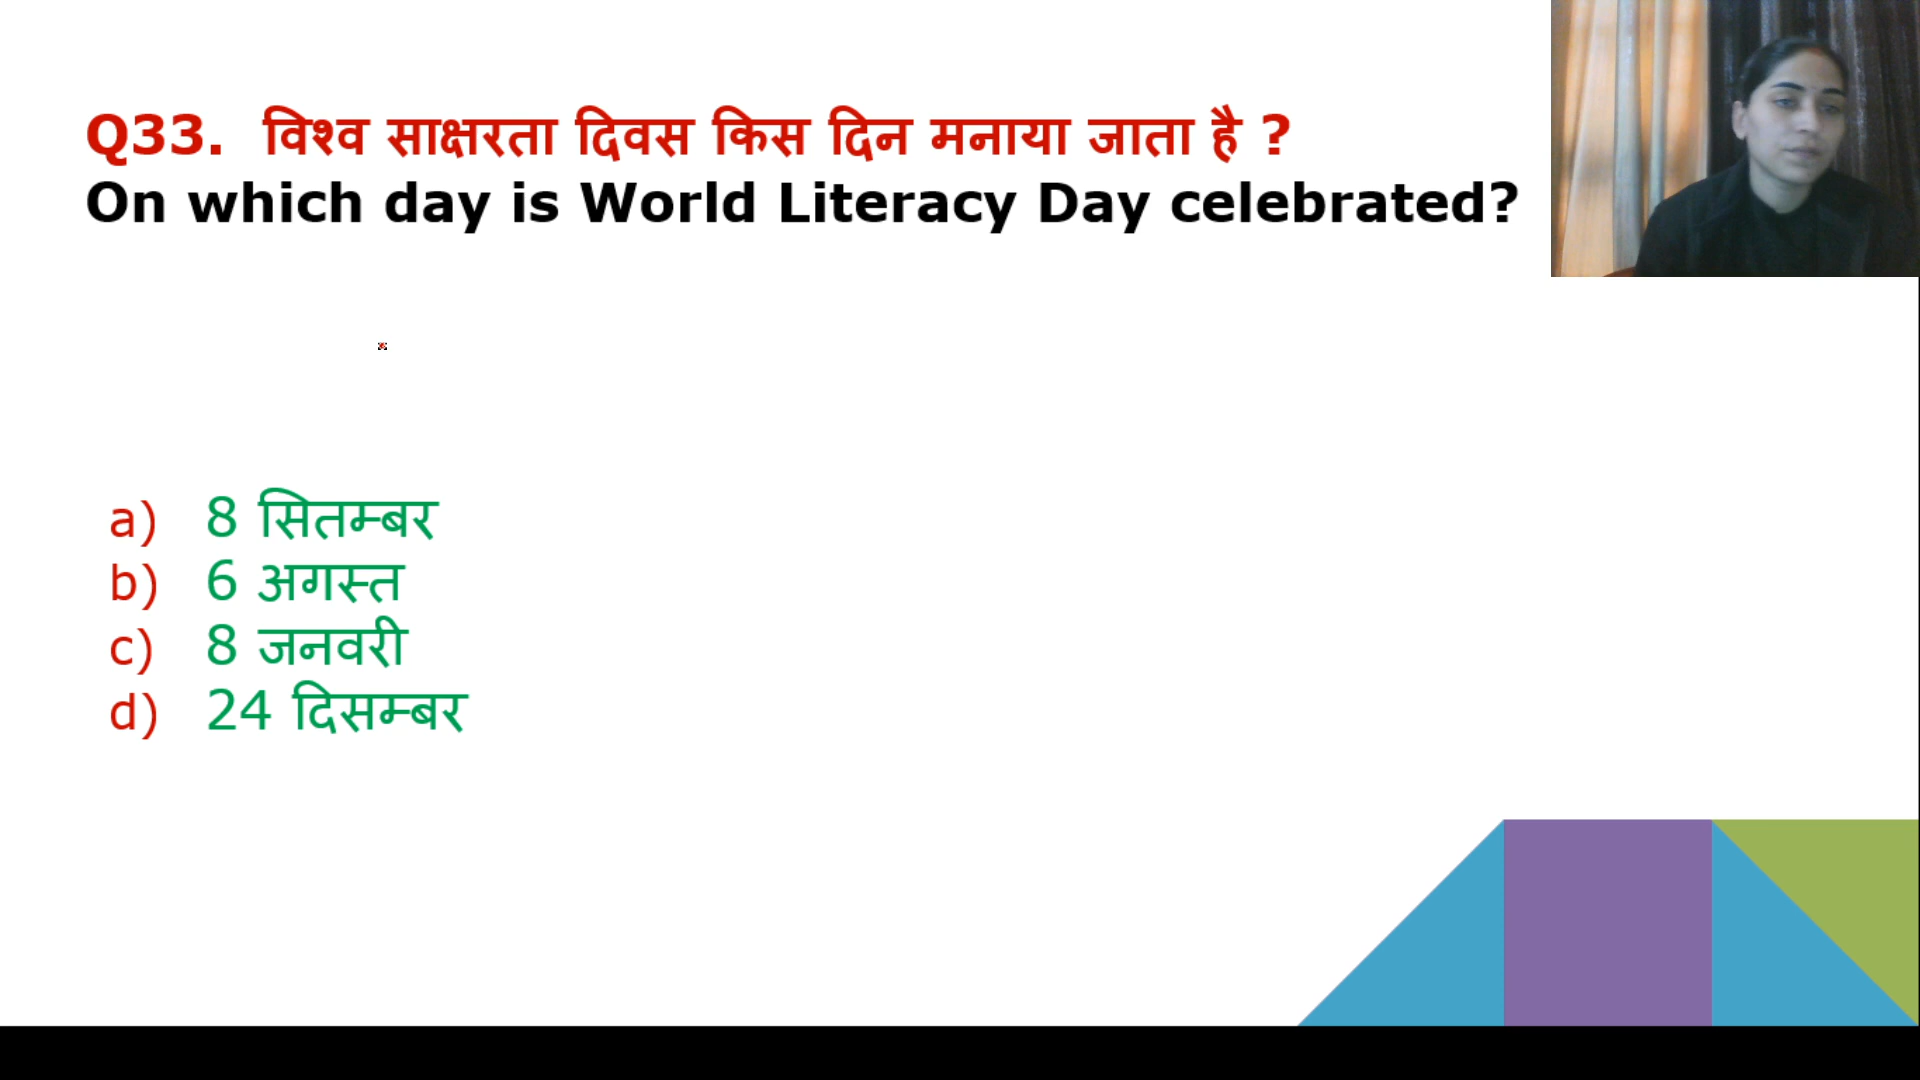 Q33. विश्व साक्षरता दिवस किस दिन मनाया जाता है ?
On which day is World Literacy Day celebrated?
a) 8 सितम्बर
b) 6 अगस्त
c) 8 जनवरी
d) 24 दिसम्बर